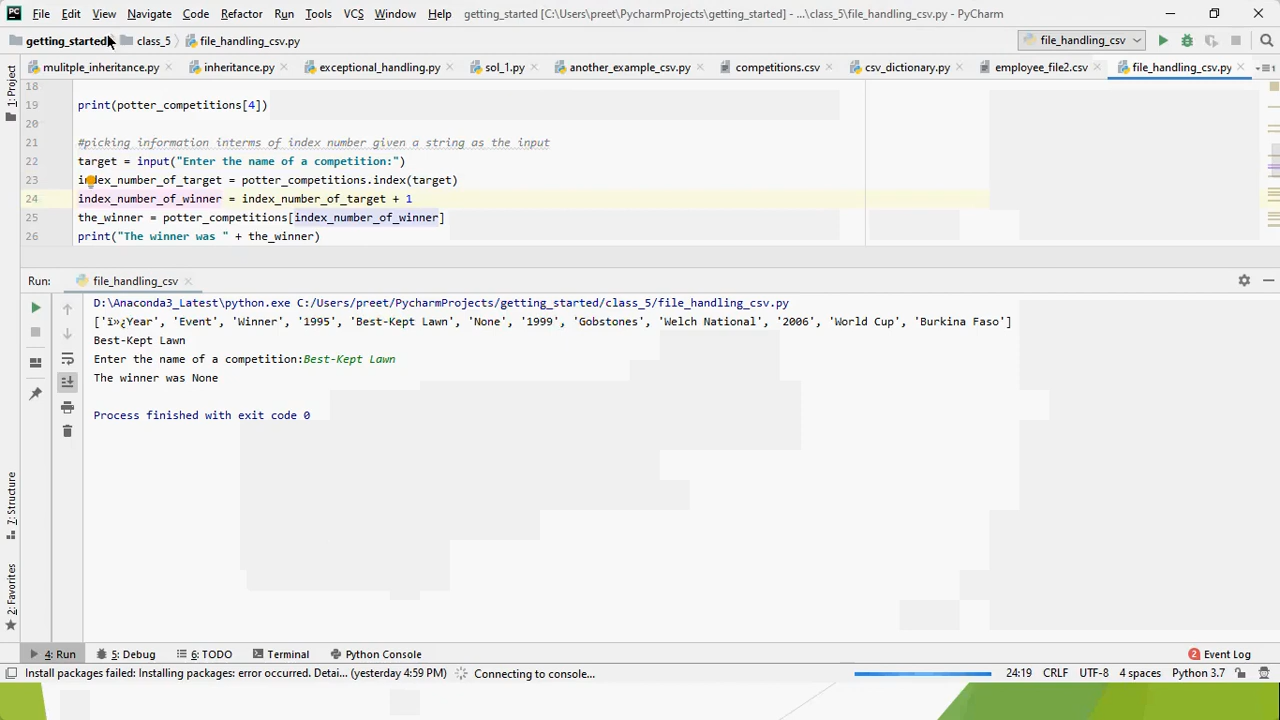 File Edit View Navigate Code Refactor Run Tools VCS Window Help getting_started [C:\Users\preet\PycharmProjects\getting_started] - ...\class_5\file_handling_csv.py - PyCharm
getting_started class_5 file_handling_csv.py file_handling_csv
mulitple_inheritance.py inheritance.py exceptional_handling.py sol_1.py another_example_csv.py competitions.csv csv_dictionary.py employee_file2.csv file_handling_csv.py
1: Project
18
19 print(potter_competitions[4])
20
21 #picking information interms of index number given a string as the input
22 target = input("Enter the name of a competition:")
23 index_number_of_target = potter_competitions.index(target)
24 index_number_of_winner = index_number_of_target + 1
25 the_winner = potter_competitions[index_number_of_winner]
26 print("The winner was " + the_winner)
Run: file_handling_csv
D:\Anaconda3_Latest\python.exe C:/Users/preet/PycharmProjects/getting_started/class_5/file_handling_csv.py
['ï»¿Year', 'Event', 'Winner', '1995', 'Best-Kept Lawn', 'None', '1999', 'Gobstones', 'Welch National', '2006', 'World Cup', 'Burkina Faso']
Best-Kept Lawn
Enter the name of a competition:Best-Kept Lawn
The winner was None
Process finished with exit code 0
7: Structure
2: Favorites
4: Run 5: Debug 6: TODO Terminal Python Console 2 Event Log
Install packages failed: Installing packages: error occurred. Detai... (yesterday 4:59 PM) Connecting to console... 24:19 CRLF UTF-8 4 spaces Python 3.7